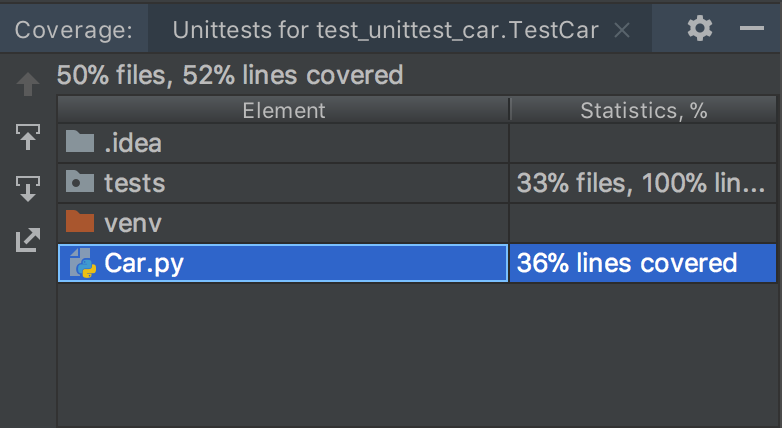 Coverage: Unittests for test_unittest_car.TestCar
50% files, 52% lines covered
Element Statistics, %
.idea
tests 33% files, 100% lin...
venv
Car.py 36% lines covered